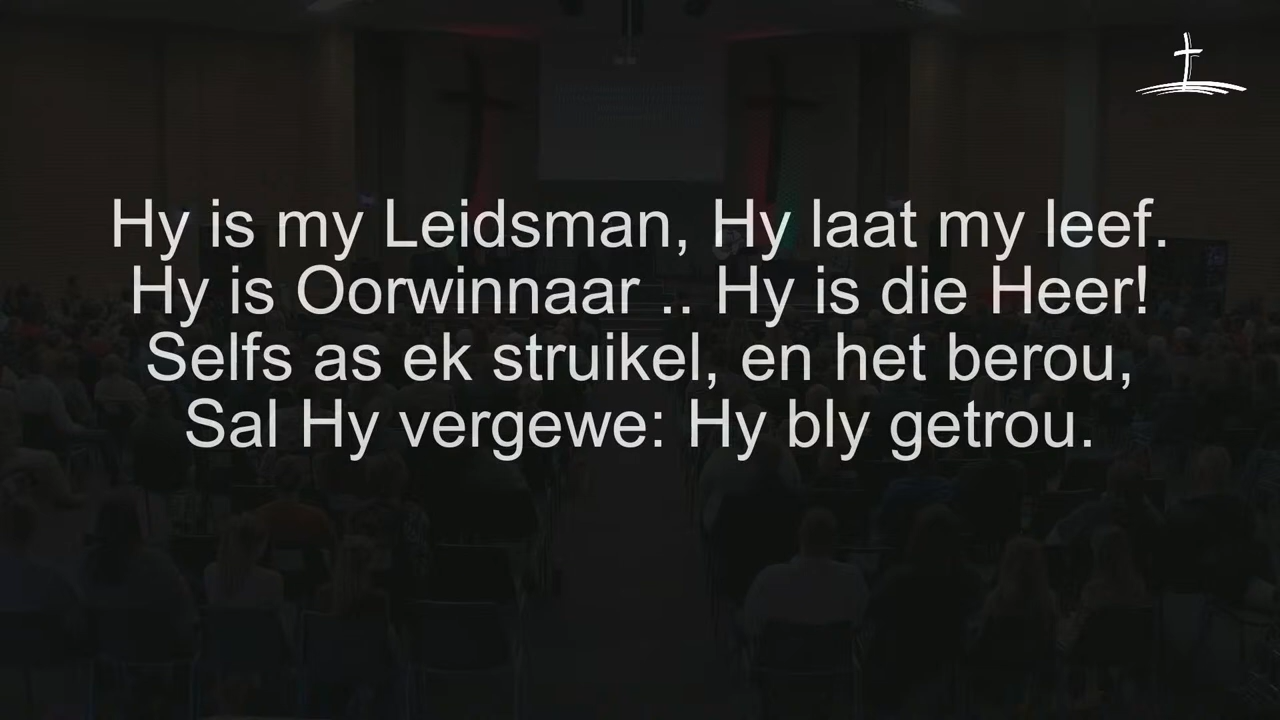 Hy is my Leidsman, Hy laat my leef.
Hy is Oorwinnaar .. Hy is die Heer!
Selfs as ek struikel, en het berou,
Sal Hy vergewe: Hy bly getrou.